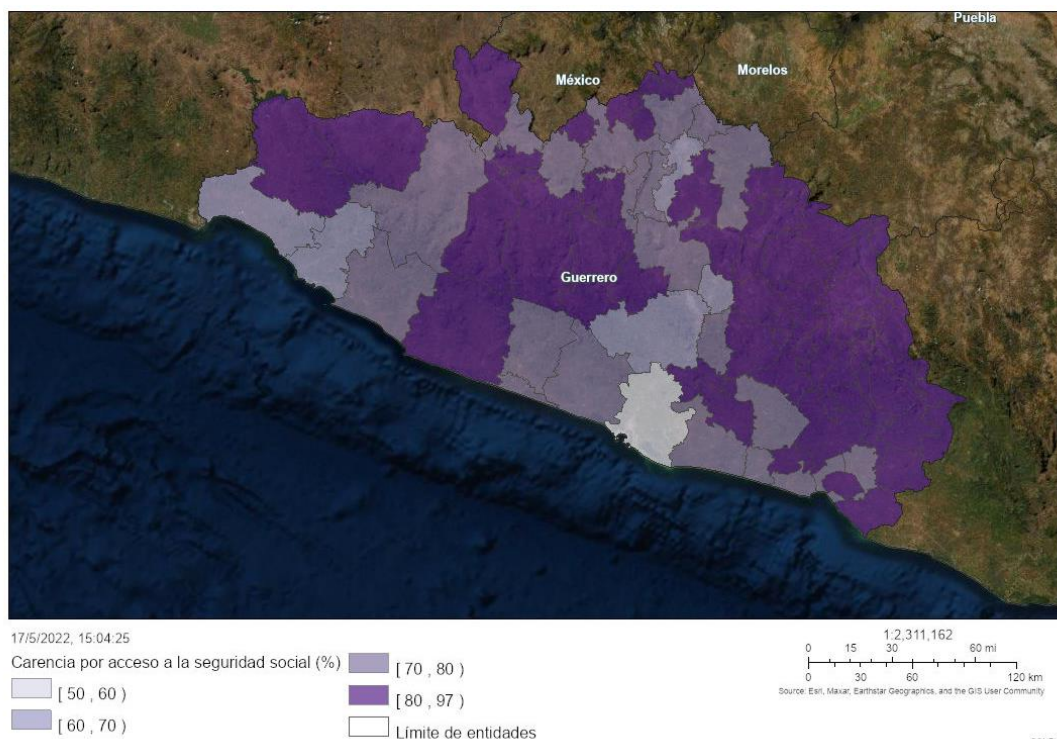 Puebla
México
Morelos
Guerrero
17/5/2022, 15:04:25
Carencia por acceso a la seguridad social (%)
[ 50 , 60 )
[ 60 , 70 )
[ 70 , 80 )
[ 80 , 97 )
Límite de entidades
1:2,311,162
0 15 30 60 mi
0 30 60 120 km
Source: Esri, Maxar, Earthstar Geographics, and the GIS User Community